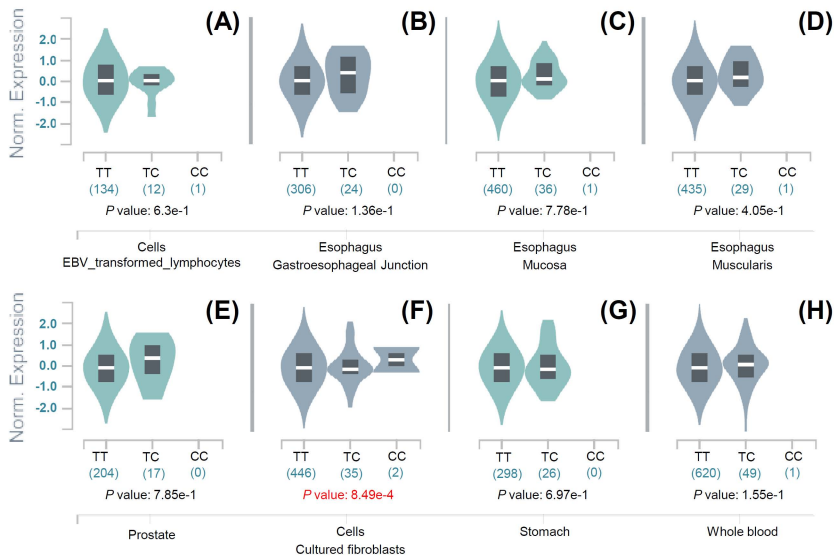 (A) (B) (C) (D)
Norm. Expression
2.0
1.0
0.0
-1.0
-2.0
TT TC CC TT TC CC TT TC CC TT TC CC
(134) (12) (1) (306) (24) (0) (460) (36) (1) (435) (29) (1)
P value: 6.3e-1 P value: 1.36e-1 P value: 7.78e-1 P value: 4.05e-1
Cells Esophagus Esophagus Esophagus
EBV_transformed_lymphocytes Gastroesophageal Junction Mucosa Muscularis
(E) (F) (G) (H)
Norm. Expression
2.0
1.0
0.0
-1.0
-2.0
TT TC CC TT TC CC TT TC CC TT TC CC
(204) (17) (0) (446) (35) (2) (298) (26) (0) (620) (49) (1)
P value: 7.85e-1 P value: 8.49e-4 P value: 6.97e-1 P value: 1.55e-1
Prostate Cells Stomach Whole blood
Cultured fibroblasts